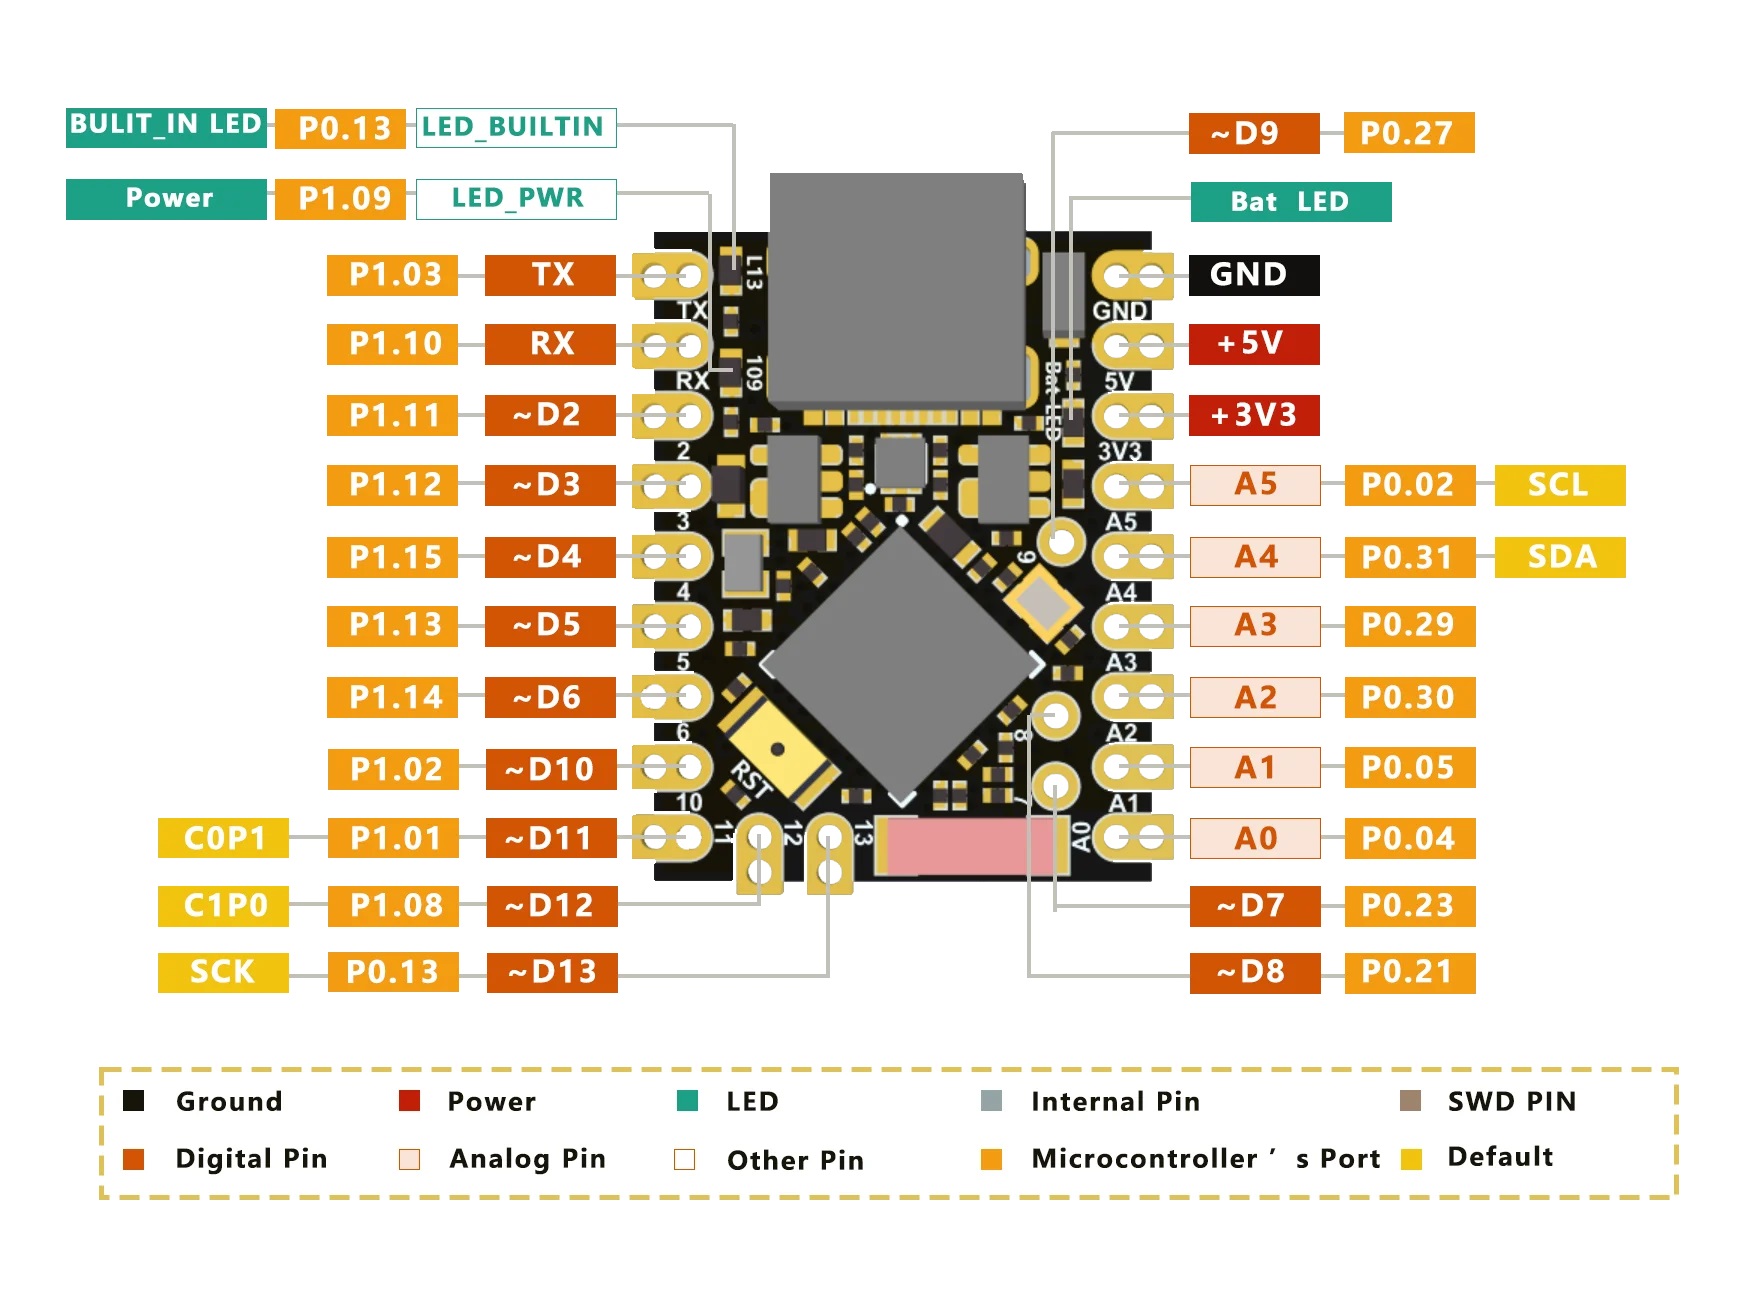 BULIT_IN LED P0.13 LED_BUILTIN
Power P1.09 LED_PWR
P1.03 TX
P1.10 RX
P1.11 ~D2
P1.12 ~D3
P1.15 ~D4
P1.13 ~D5
P1.14 ~D6
P1.02 ~D10
C0P1 P1.01 ~D11
C1P0 P1.08 ~D12
SCK P0.13 ~D13
L13
TX
109
RX
2
3
4
5
6
RST
10
11
12
13
Bat LED
GND
5V
3V3
A5
9
A4
A3
8
A2
7
A1
A0
~D9 P0.27
Bat LED
GND
+5V
+3V3
A5 P0.02 SCL
A4 P0.31 SDA
A3 P0.29
A2 P0.30
A1 P0.05
A0 P0.04
~D7 P0.23
~D8 P0.21
Ground Power LED Internal Pin SWD PIN
Digital Pin Analog Pin Other Pin Microcontroller ’ s Port Default